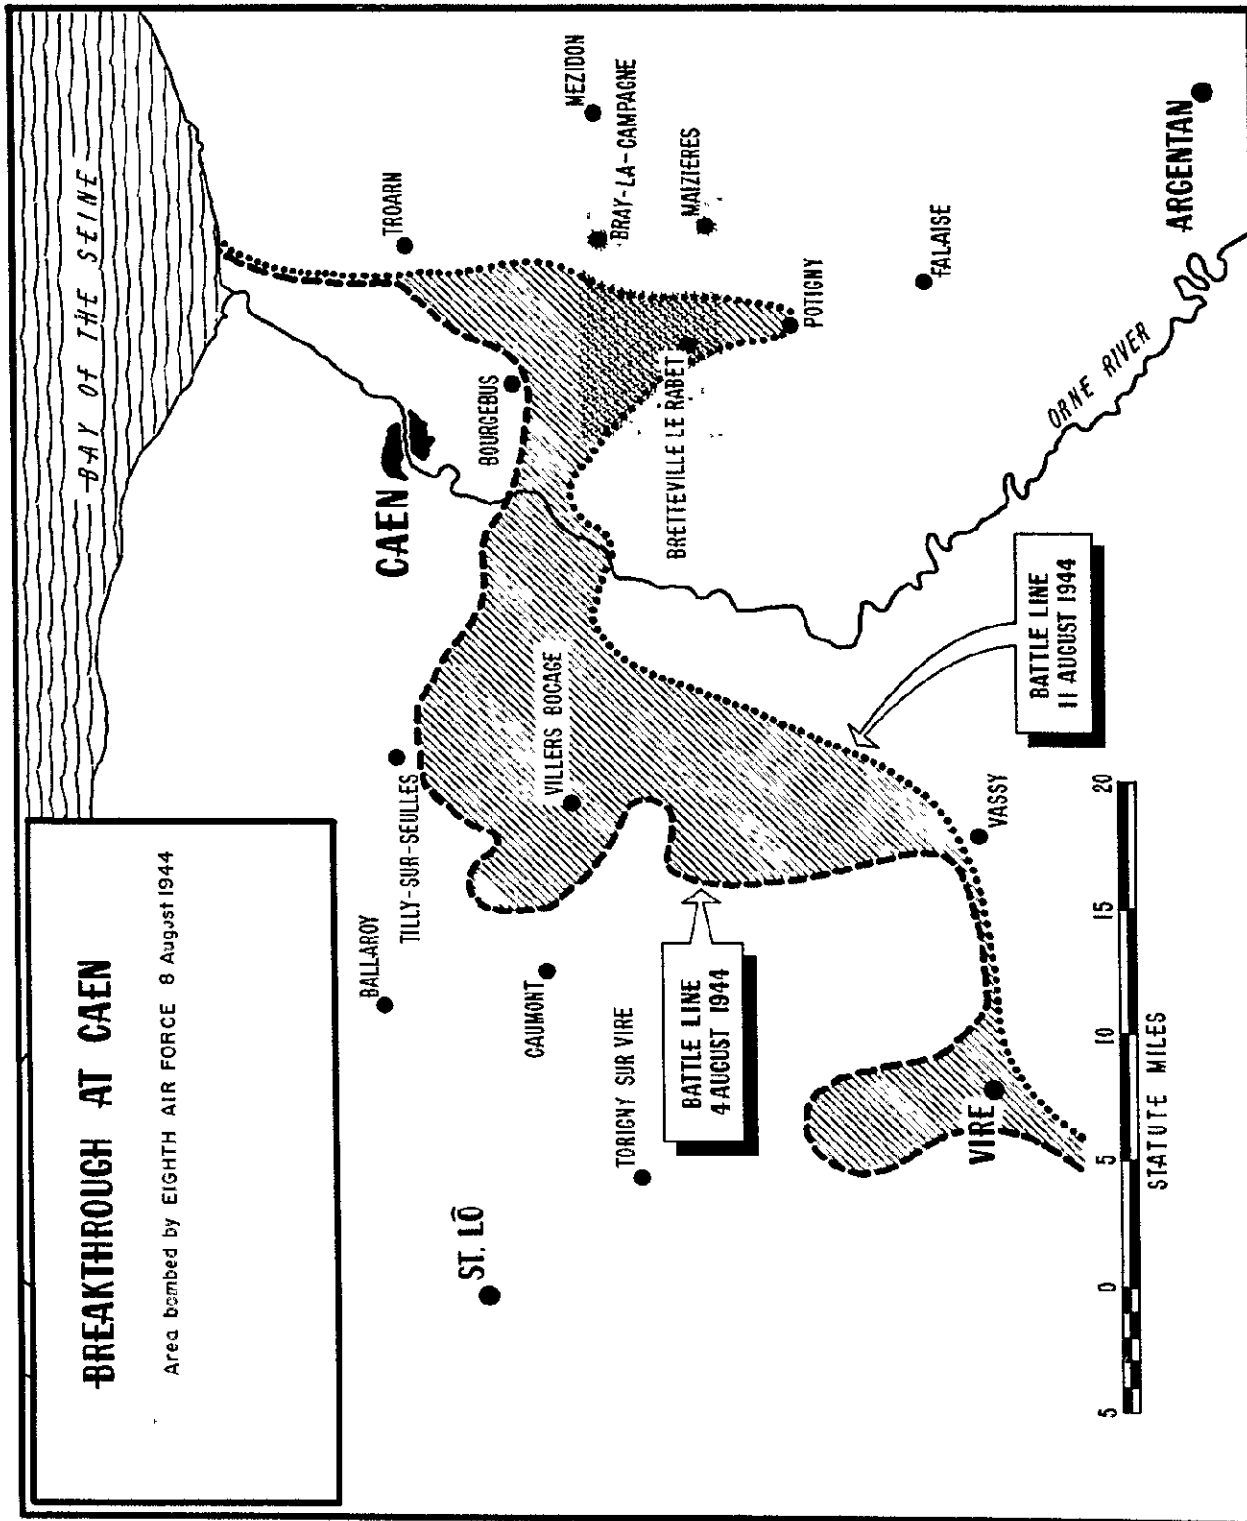 BREAKTHROUGH AT CAEN
Area bombed by EIGHTH AIR FORCE 8 August 1944
BAY OF THE SEINE
BALLAROY
TILLY-SUR-SEULLES
CAEN
TROARN
ST. LŌ
CAUMONT
VILLERS BOCAGE
BOURGEBUS
MEZIDON
BRAY-LA-CAMPAGNE
TORIGNY SUR VIRE
BRETTEVILLE LE RABET
MAIZIERES
BATTLE LINE
4 AUGUST 1944
POTIGNY
FALAISE
VIRE
VASSY
BATTLE LINE
11 AUGUST 1944
ORNE RIVER
ARGENTAN
5 0 5 10 15 20
STATUTE MILES